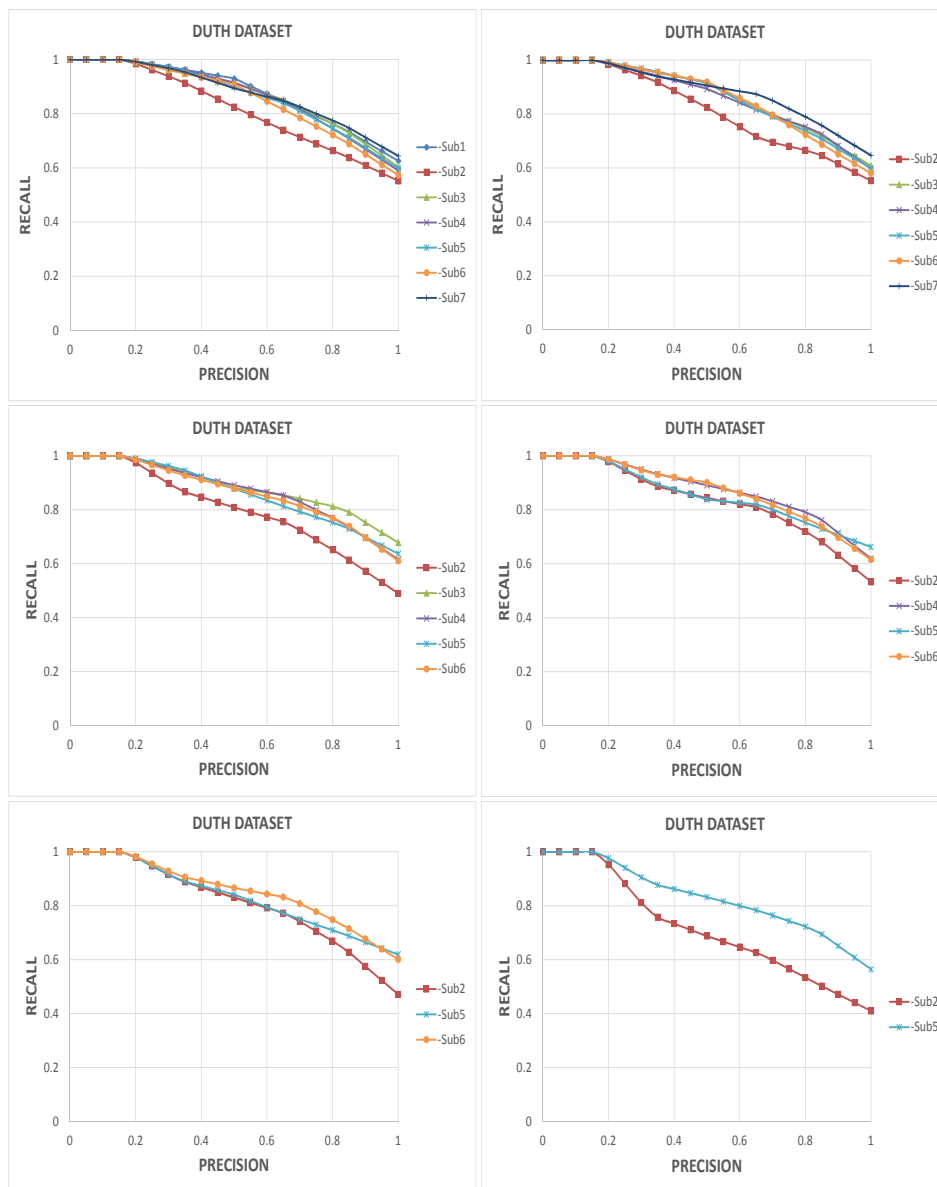 DUTH DATASET
1
0.8
0.6
0.4
0.2
0
RECALL
0 0.2 0.4 0.6 0.8 1
PRECISION
-Sub1
-Sub2
-Sub3
-Sub4
-Sub5
-Sub6
-Sub7
DUTH DATASET
1
0.8
0.6
0.4
0.2
0
RECALL
0 0.2 0.4 0.6 0.8 1
PRECISION
-Sub2
-Sub3
-Sub4
-Sub5
-Sub6
-Sub7
DUTH DATASET
1
0.8
0.6
0.4
0.2
0
RECALL
0 0.2 0.4 0.6 0.8 1
PRECISION
-Sub2
-Sub3
-Sub4
-Sub5
-Sub6
DUTH DATASET
1
0.8
0.6
0.4
0.2
0
RECALL
0 0.2 0.4 0.6 0.8 1
PRECISION
-Sub2
-Sub4
-Sub5
-Sub6
DUTH DATASET
1
0.8
0.6
0.4
0.2
0
RECALL
0 0.2 0.4 0.6 0.8 1
PRECISION
-Sub2
-Sub5
-Sub6
DUTH DATASET
1
0.8
0.6
0.4
0.2
0
RECALL
0 0.2 0.4 0.6 0.8 1
PRECISION
-Sub2
-Sub5